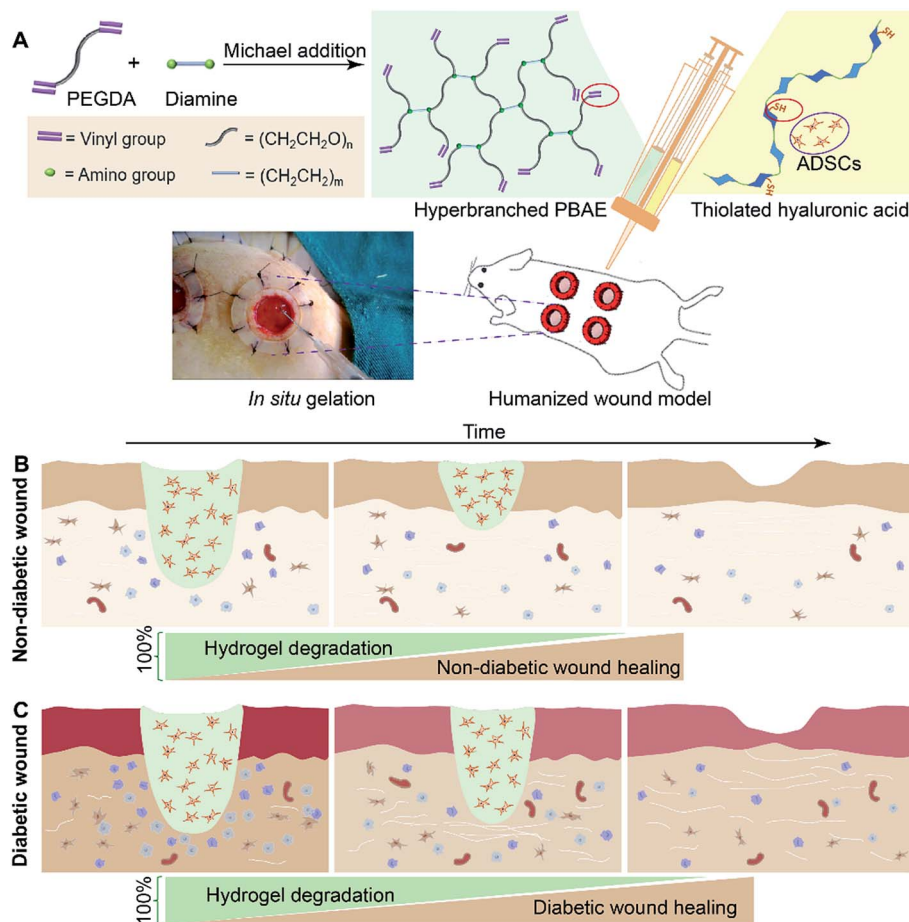 A
PEGDA
+
Diamine
Michael addition
= Vinyl group
= (CH₂CH₂O)n
= Amino group
= (CH₂CH₂)m
Hyperbranched PBAE
SH
SH
SH
ADSCs
Thiolated hyaluronic acid
In situ gelation
Humanized wound model
Time
B
Non-diabetic wound
100%
Hydrogel degradation
Non-diabetic wound healing
C
Diabetic wound
100%
Hydrogel degradation
Diabetic wound healing